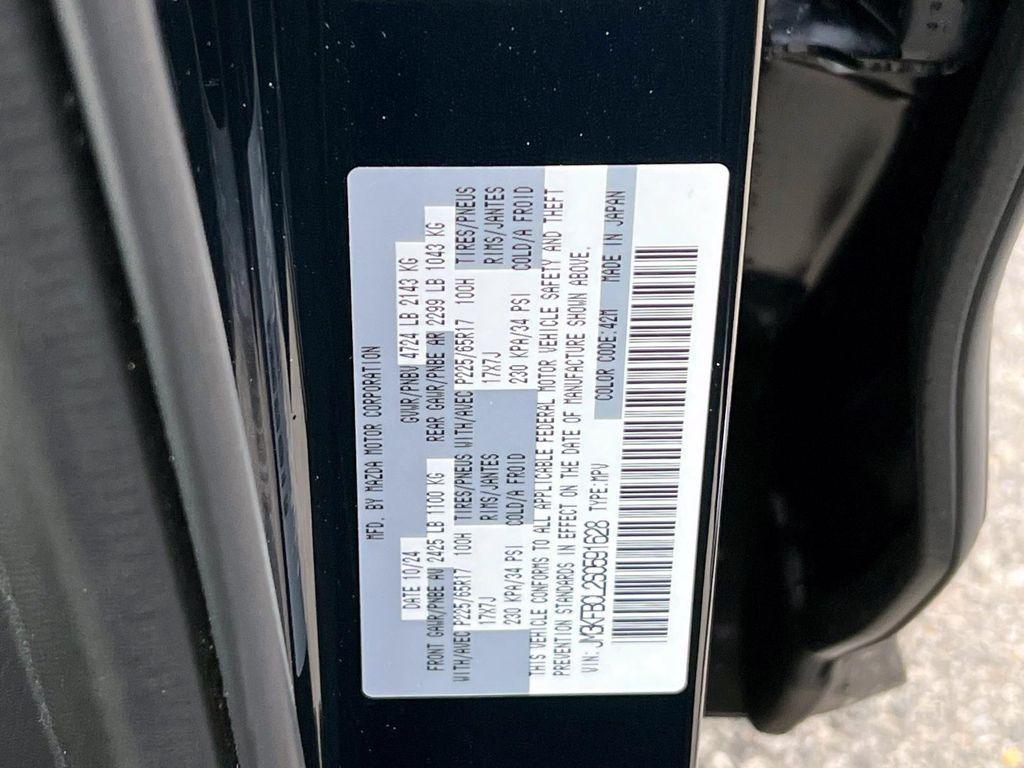 MFD. BY MAZDA MOTOR CORPORATION
DATE 10/24 GVWR/PNBV 4724 LB 2143 KG
FRONT GAWR/PNBE AV 2425 LB 1100 KG REAR GAWR/PNBE AR 2299 LB 1043 KG
WITH/AVEC P225/65R17 100H TIRES/PNEUS WITH/AVEC P225/65R17 100H TIRES/PNEUS
17X7J RIMS/JANTES 17X7J RIMS/JANTES
230 KPA/34 PSI COLD/A FROID 230 KPA/34 PSI COLD/A FROID
THIS VEHICLE CONFORMS TO ALL APPLICABLE FEDERAL MOTOR VEHICLE SAFETY AND THEFT
PREVENTION STANDARDS IN EFFECT ON THE DATE OF MANUFACTURE SHOWN ABOVE.
VIN: JM3KFBCL2S0591628 TYPE:MPV COLOR CODE:42M MADE IN JAPAN